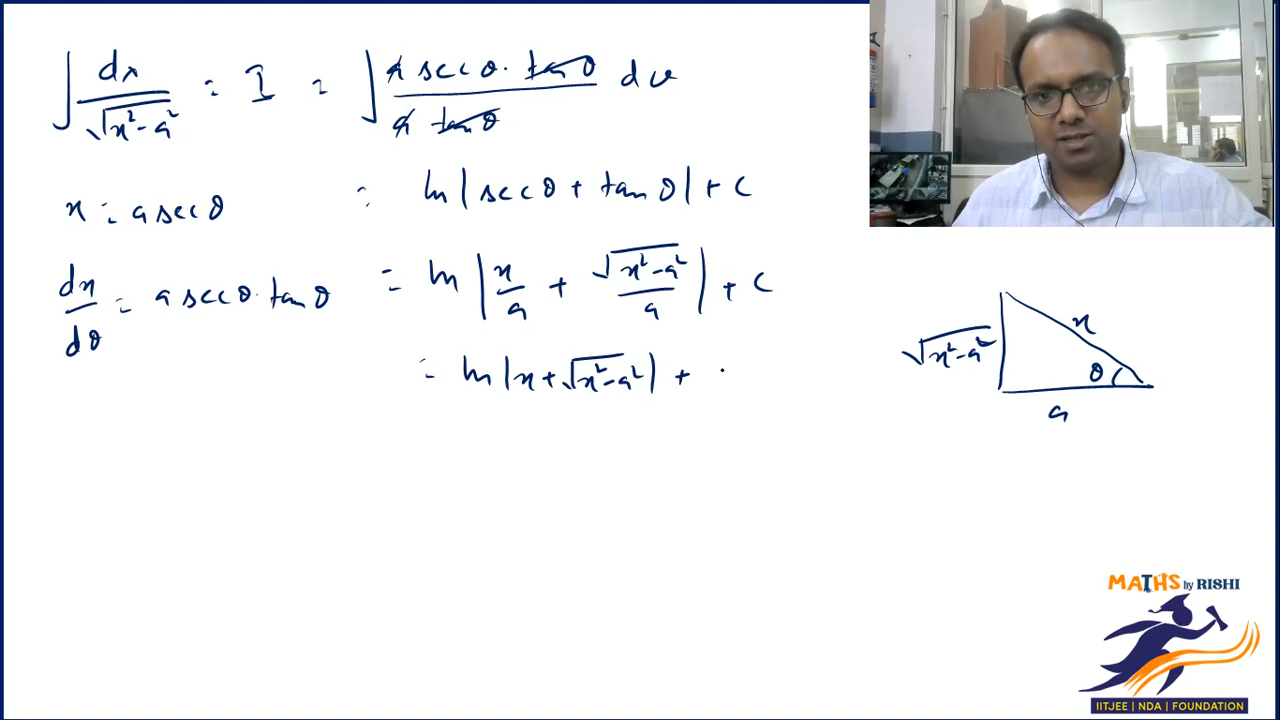 ∫ dx/√(x²-a²) = I = ∫ (a secθ · tanθ)/(a tanθ) dθ
x = a secθ
= ln|secθ + tanθ| + c
dx/dθ = a secθ · tanθ
= ln|x/a + √(x²-a²)/a| + c
= ln|x + √(x²-a²)| +
√(x²-a²)
x
θ
a
MATHS by RISHI
IITJEE | NDA | FOUNDATION